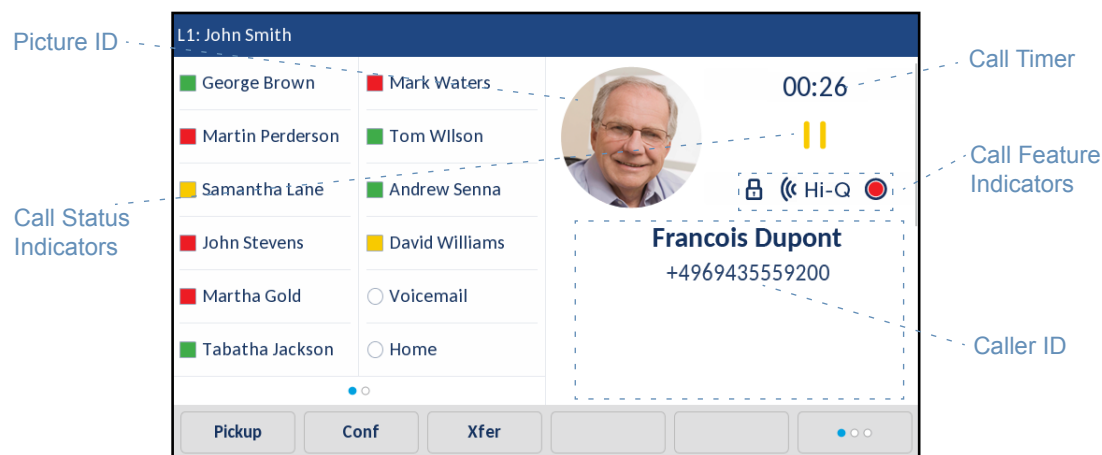 Picture ID
L1: John Smith
Call Timer
George Brown
Mark Waters
00:26
Martin Perderson
Tom WIlson
Call Feature
Indicators
Samantha Lane
Andrew Senna
Hi-Q
Call Status
Indicators
John Stevens
David Williams
Francois Dupont
+4969435559200
Martha Gold
Voicemail
Tabatha Jackson
Home
Caller ID
Pickup
Conf
Xfer